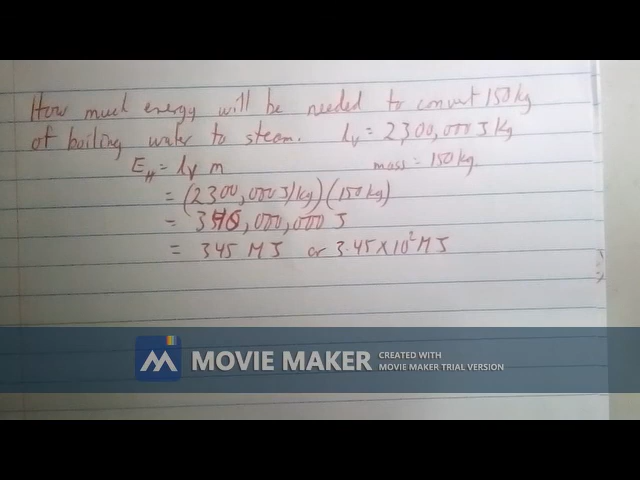 How much energy will be needed to convert 150 kg
of boiling water to steam. lv = 2300,000 J/kg
EH = lv m mass = 150 kg.
= (2300,000 J/kg)(150 kg)
= 345,000,000 J
= 345 MJ or 3.45 x 10² MJ
MOVIE MAKER CREATED WITH
MOVIE MAKER TRIAL VERSION